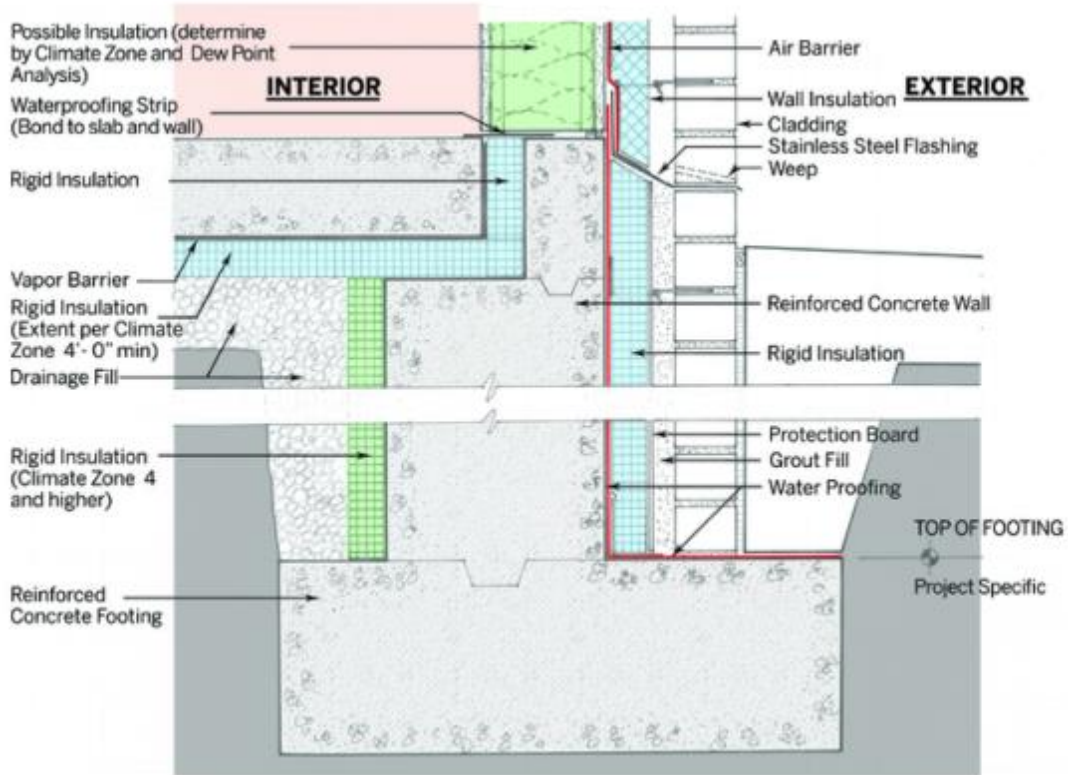 Possible Insulation (determine
by Climate Zone and Dew Point
Analysis)
INTERIOR
Waterproofing Strip
(Bond to slab and wall)
Rigid Insulation
Vapor Barrier
Rigid Insulation
(Extent per Climate
Zone 4'- 0" min)
Drainage Fill
Rigid Insulation
(Climate Zone 4
and higher)
Reinforced
Concrete Footing
Air Barrier
Wall Insulation
EXTERIOR
Cladding
Stainless Steel Flashing
Weep
Reinforced Concrete Wall
Rigid Insulation
Protection Board
Grout Fill
Water Proofing
TOP OF FOOTING
Project Specific